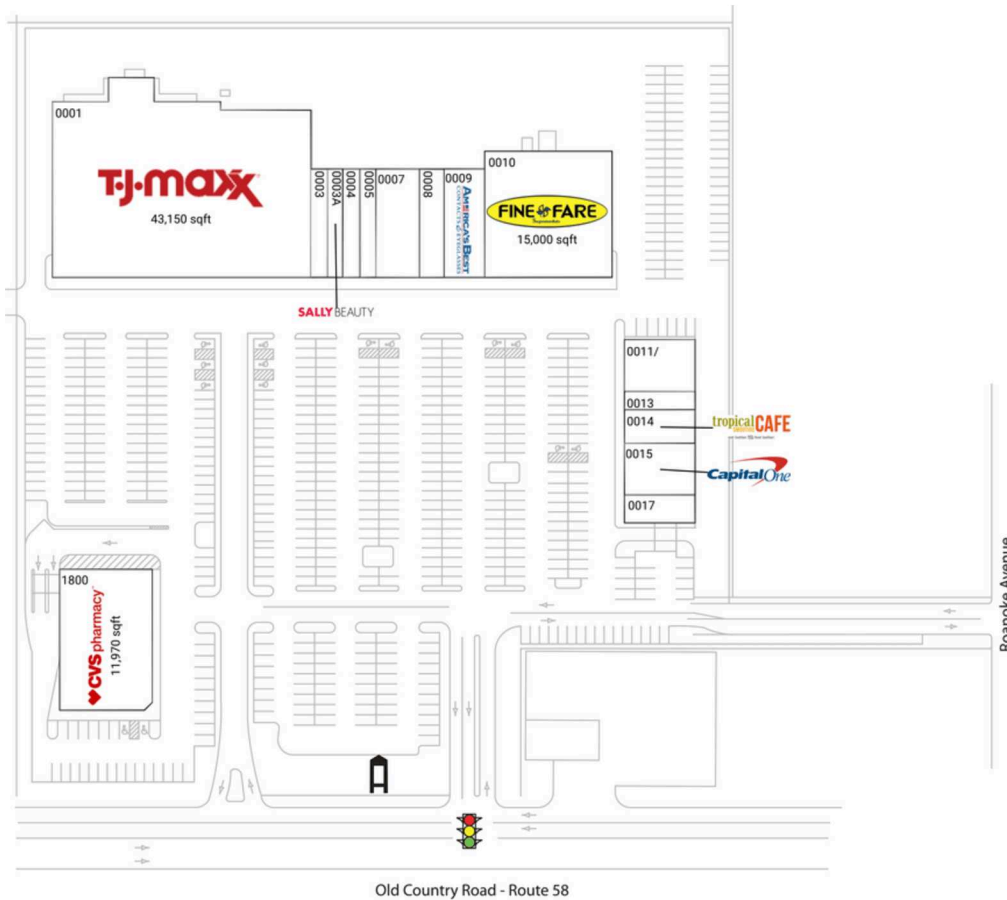 0001
T·J·maxx
43,150 sqft
0003
0003A
0004
0005
0007
0008
0009
AMERICA'S BEST
CONTACTS & EYEGLASSES
0010
FINE FARE
15,000 sqft
SALLY BEAUTY
0011/
0013
0014
tropical CAFE
0015
Capital One
0017
1800
CVS pharmacy
11,970 sqft
Roanoke Avenue
Old Country Road - Route 58